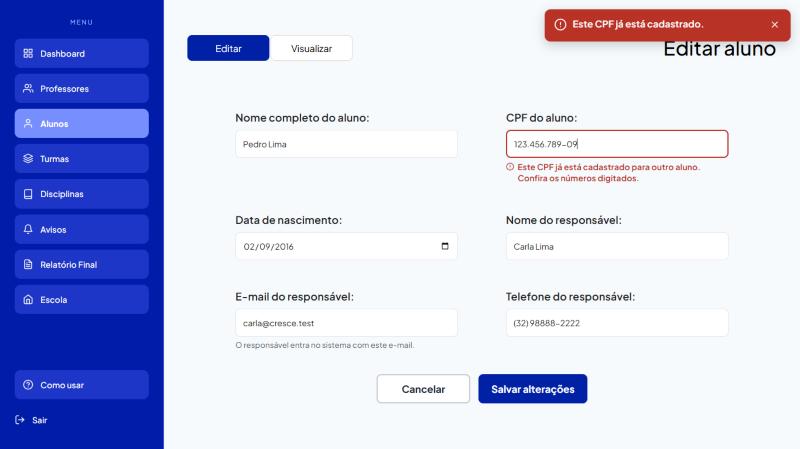 MENU
Dashboard
Professores
Alunos
Turmas
Disciplinas
Avisos
Relatório Final
Escola
Como usar
Sair
Este CPF já está cadastrado.
Editar
Visualizar
Editar aluno
Nome completo do aluno:
Pedro Lima
CPF do aluno:
123.456.789-09
Este CPF já está cadastrado para outro aluno.
Confira os números digitados.
Data de nascimento:
02/09/2016
Nome do responsável:
Carla Lima
E-mail do responsável:
carla@cresce.test
O responsável entra no sistema com este e-mail.
Telefone do responsável:
(32) 98888-2222
Cancelar
Salvar alterações